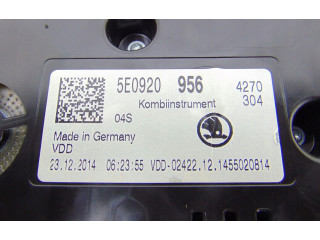 5E0920 956 4270
Kombiinstrument 304
04S
Made in Germany
VDD
23.12.2014 06:23:55 VDD-02422.12.1455020814